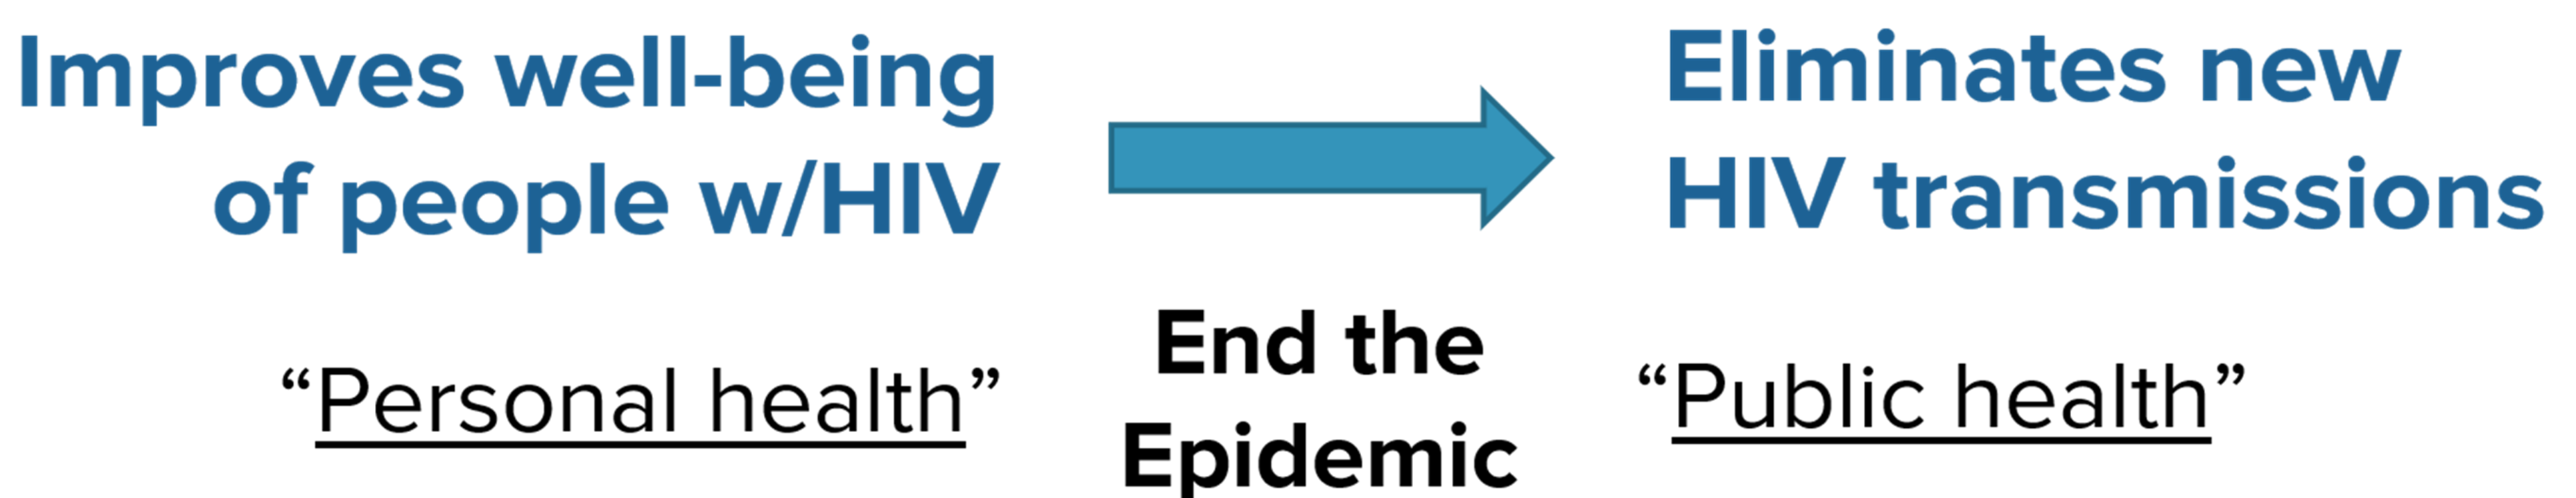 Improves well-being
of people w/HIV
Eliminates new
HIV transmissions
“Personal health”
End the
Epidemic
“Public health”